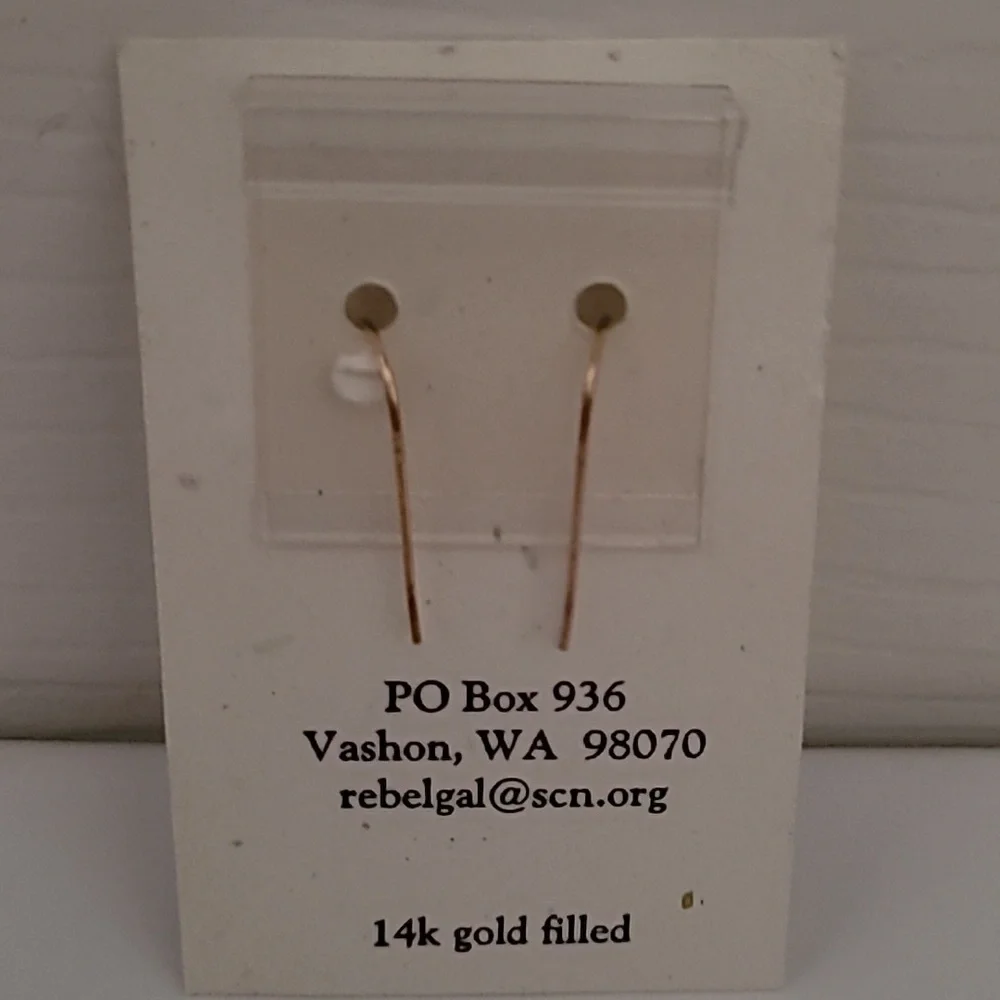 PO Box 936
Vashon, WA 98070
rebelgal@scn.org
14k gold filled